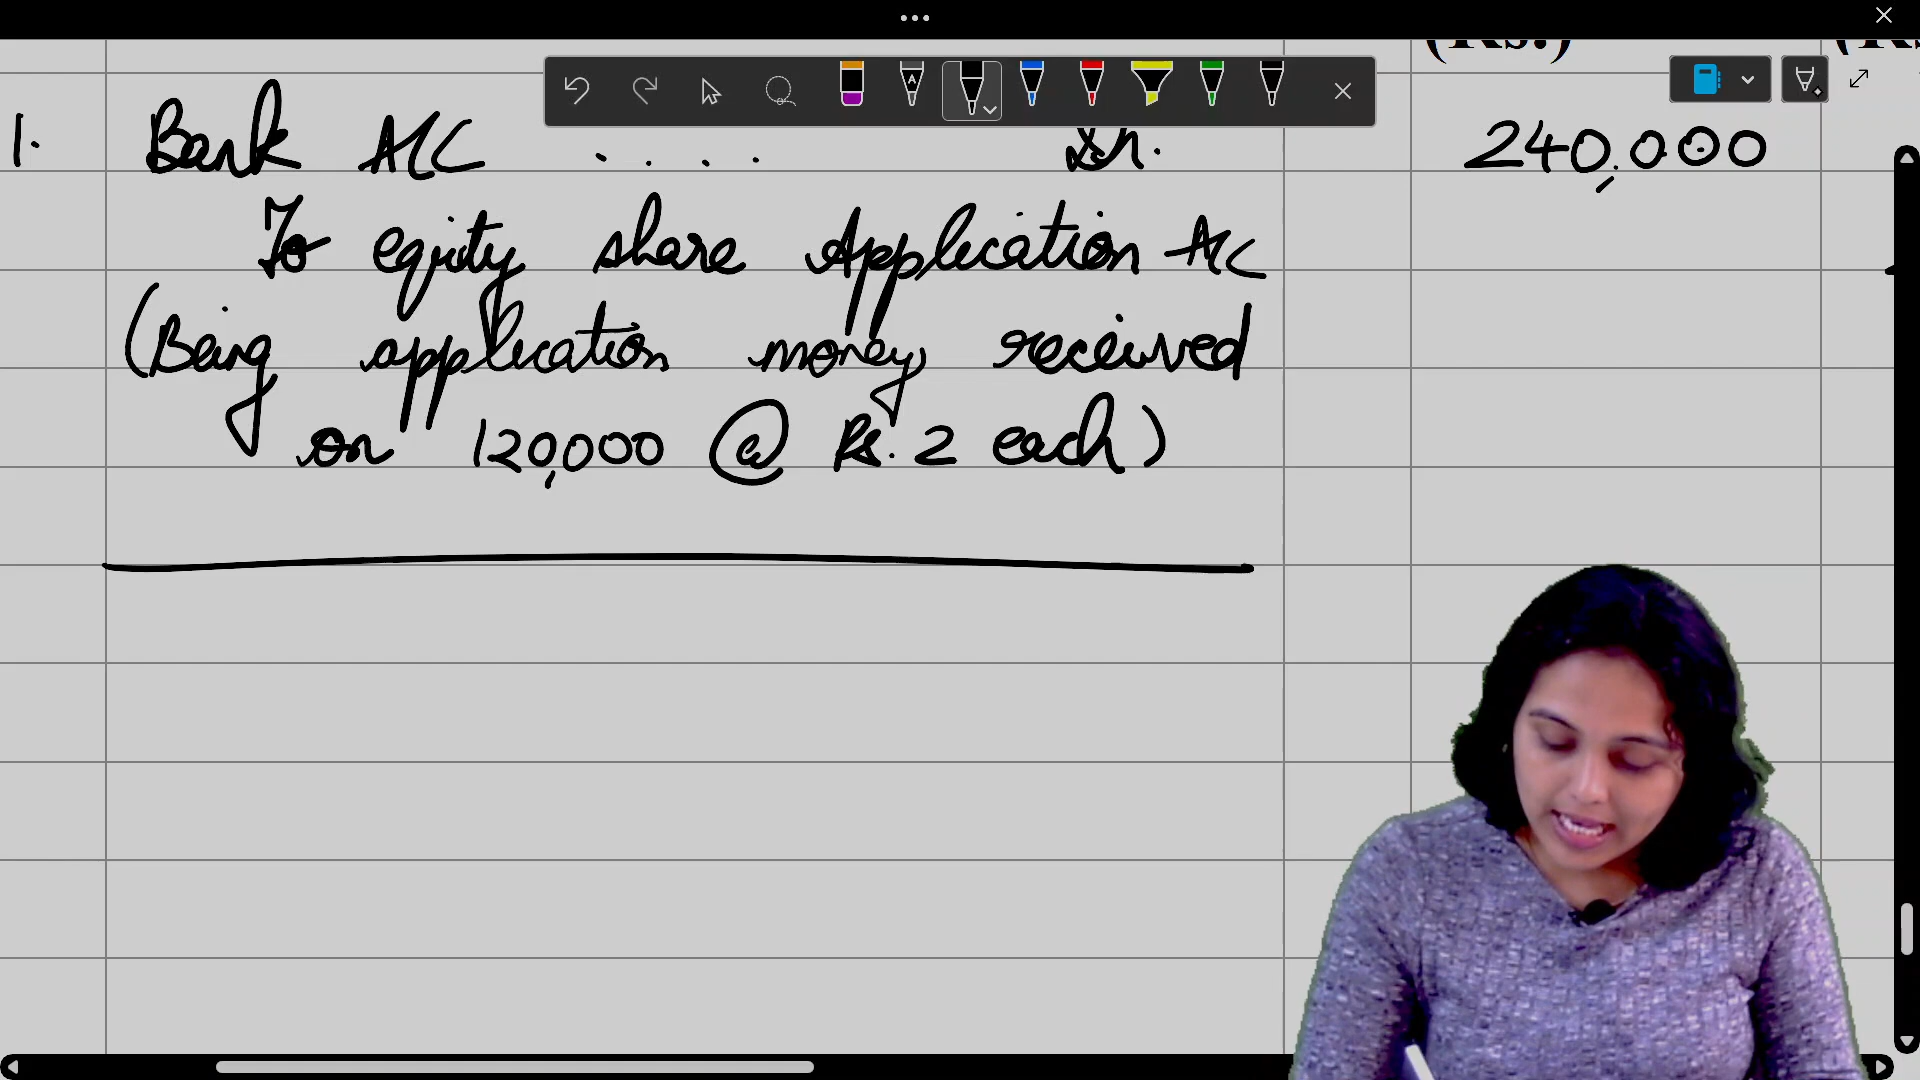 (Rs.)
1. Bank A/C .... Dr. 240,000
To equity share Application A/C
(Being application money received
on 120,000 @ Rs. 2 each)